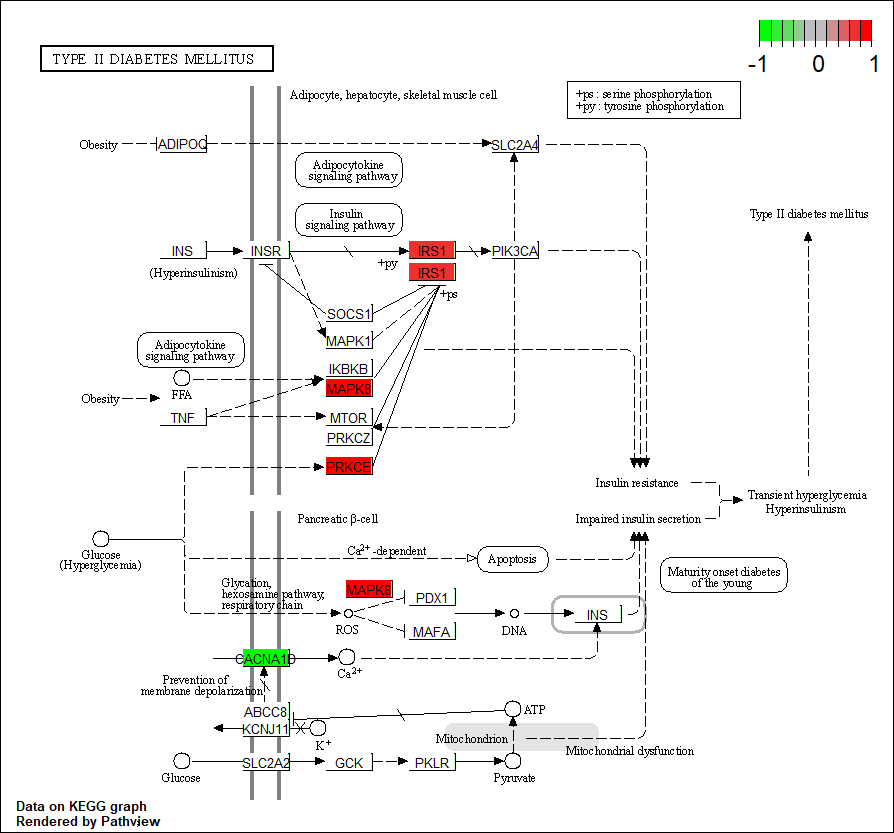 -1 0 1
TYPE II DIABETES MELLITUS
Adipocyte, hepatocyte, skeletal muscle cell
+ps : serine phosphorylation
+py : tyrosine phosphorylation
Obesity
ADIPOQ
SLC2A4
Adipocytokine
signaling pathway
Insulin
signaling pathway
Type II diabetes mellitus
INS
INSR
IRS1
PIK3CA
(Hyperinsulinism)
+py
IRS1
+ps
SOCS1
MAPK1
Adipocytokine
signaling pathway
IKBKB
FFA
MAPK8
Obesity
TNF
MTOR
PRKCZ
PRKCE
Insulin resistance
Transient hyperglycemia
Hyperinsulinism
Pancreatic β-cell
Impaired insulin secretion
Glucose
(Hyperglycemia)
Ca2+ -dependent
Apoptosis
Maturity onset diabetes
of the young
Glycation,
hexosamine pathway,
respiratory chain
MAPK8
PDX1
ROS
MAFA
DNA
INS
CACNA1D
Ca2+
Prevention of
membrane depolarization
ABCC8
ATP
KCNJ11
K+
Mitochondrion
Mitochondrial dysfunction
SLC2A2
GCK
PKLR
Glucose
Pyruvate
Data on KEGG graph
Rendered by Pathview